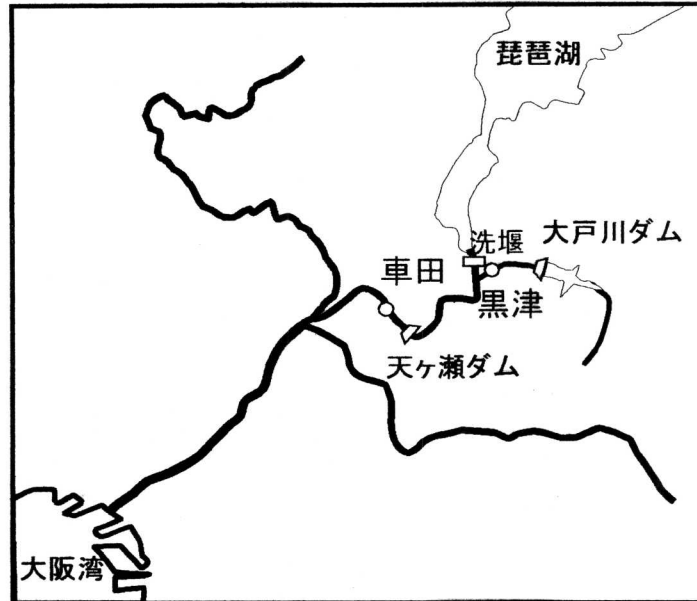 琵琶湖
洗堰
大戸川ダム
車田
黒津
天ヶ瀬ダム
大阪湾